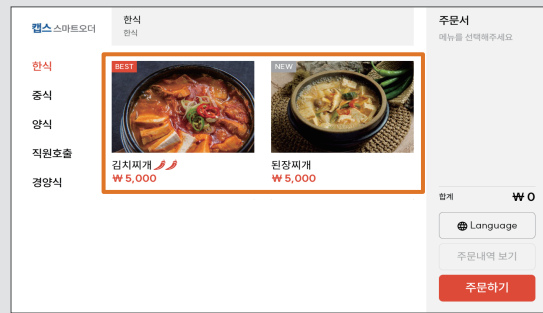 캡스 스마트오더
한식
중식
양식
직원호출
경양식
한식
한식
BEST
김치찌개
₩ 5,000
NEW
된장찌개
₩ 5,000
주문서
메뉴를 선택해주세요
합계 ₩ 0
Language
주문내역 보기
주문하기